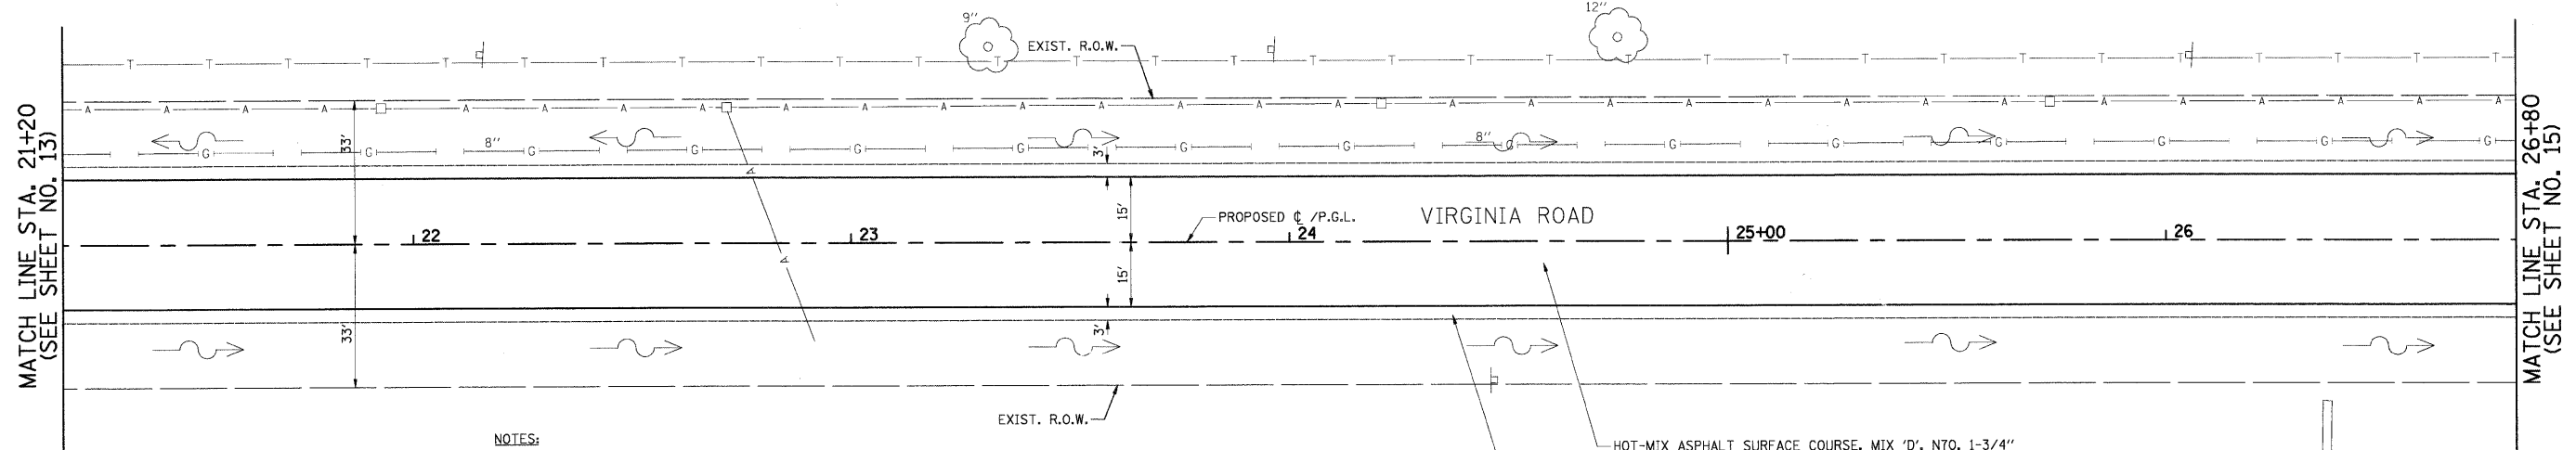 9"
12"
EXIST. R.O.W.
T T T T T T T T T T T T T T T T T T T T T T T T T T T T T T T
A A A A A A A A A A A A A A A A A A A A A A A A A A A A
MATCH LINE STA. 21+20
(SEE SHEET NO. 13)
33'
8"
8"
G G G G G G G G G G G G G G G
3'
A
15'
PROPOSED ℄ /P.G.L.
VIRGINIA ROAD
22
23
24
25+00
26
A
15'
33'
3'
MATCH LINE STA. 26+80
(SEE SHEET NO. 15)
EXIST. R.O.W.
NOTES:
HOT-MIX ASPHALT SURFACE COURSE, MIX 'D', N70, 1-3/4"